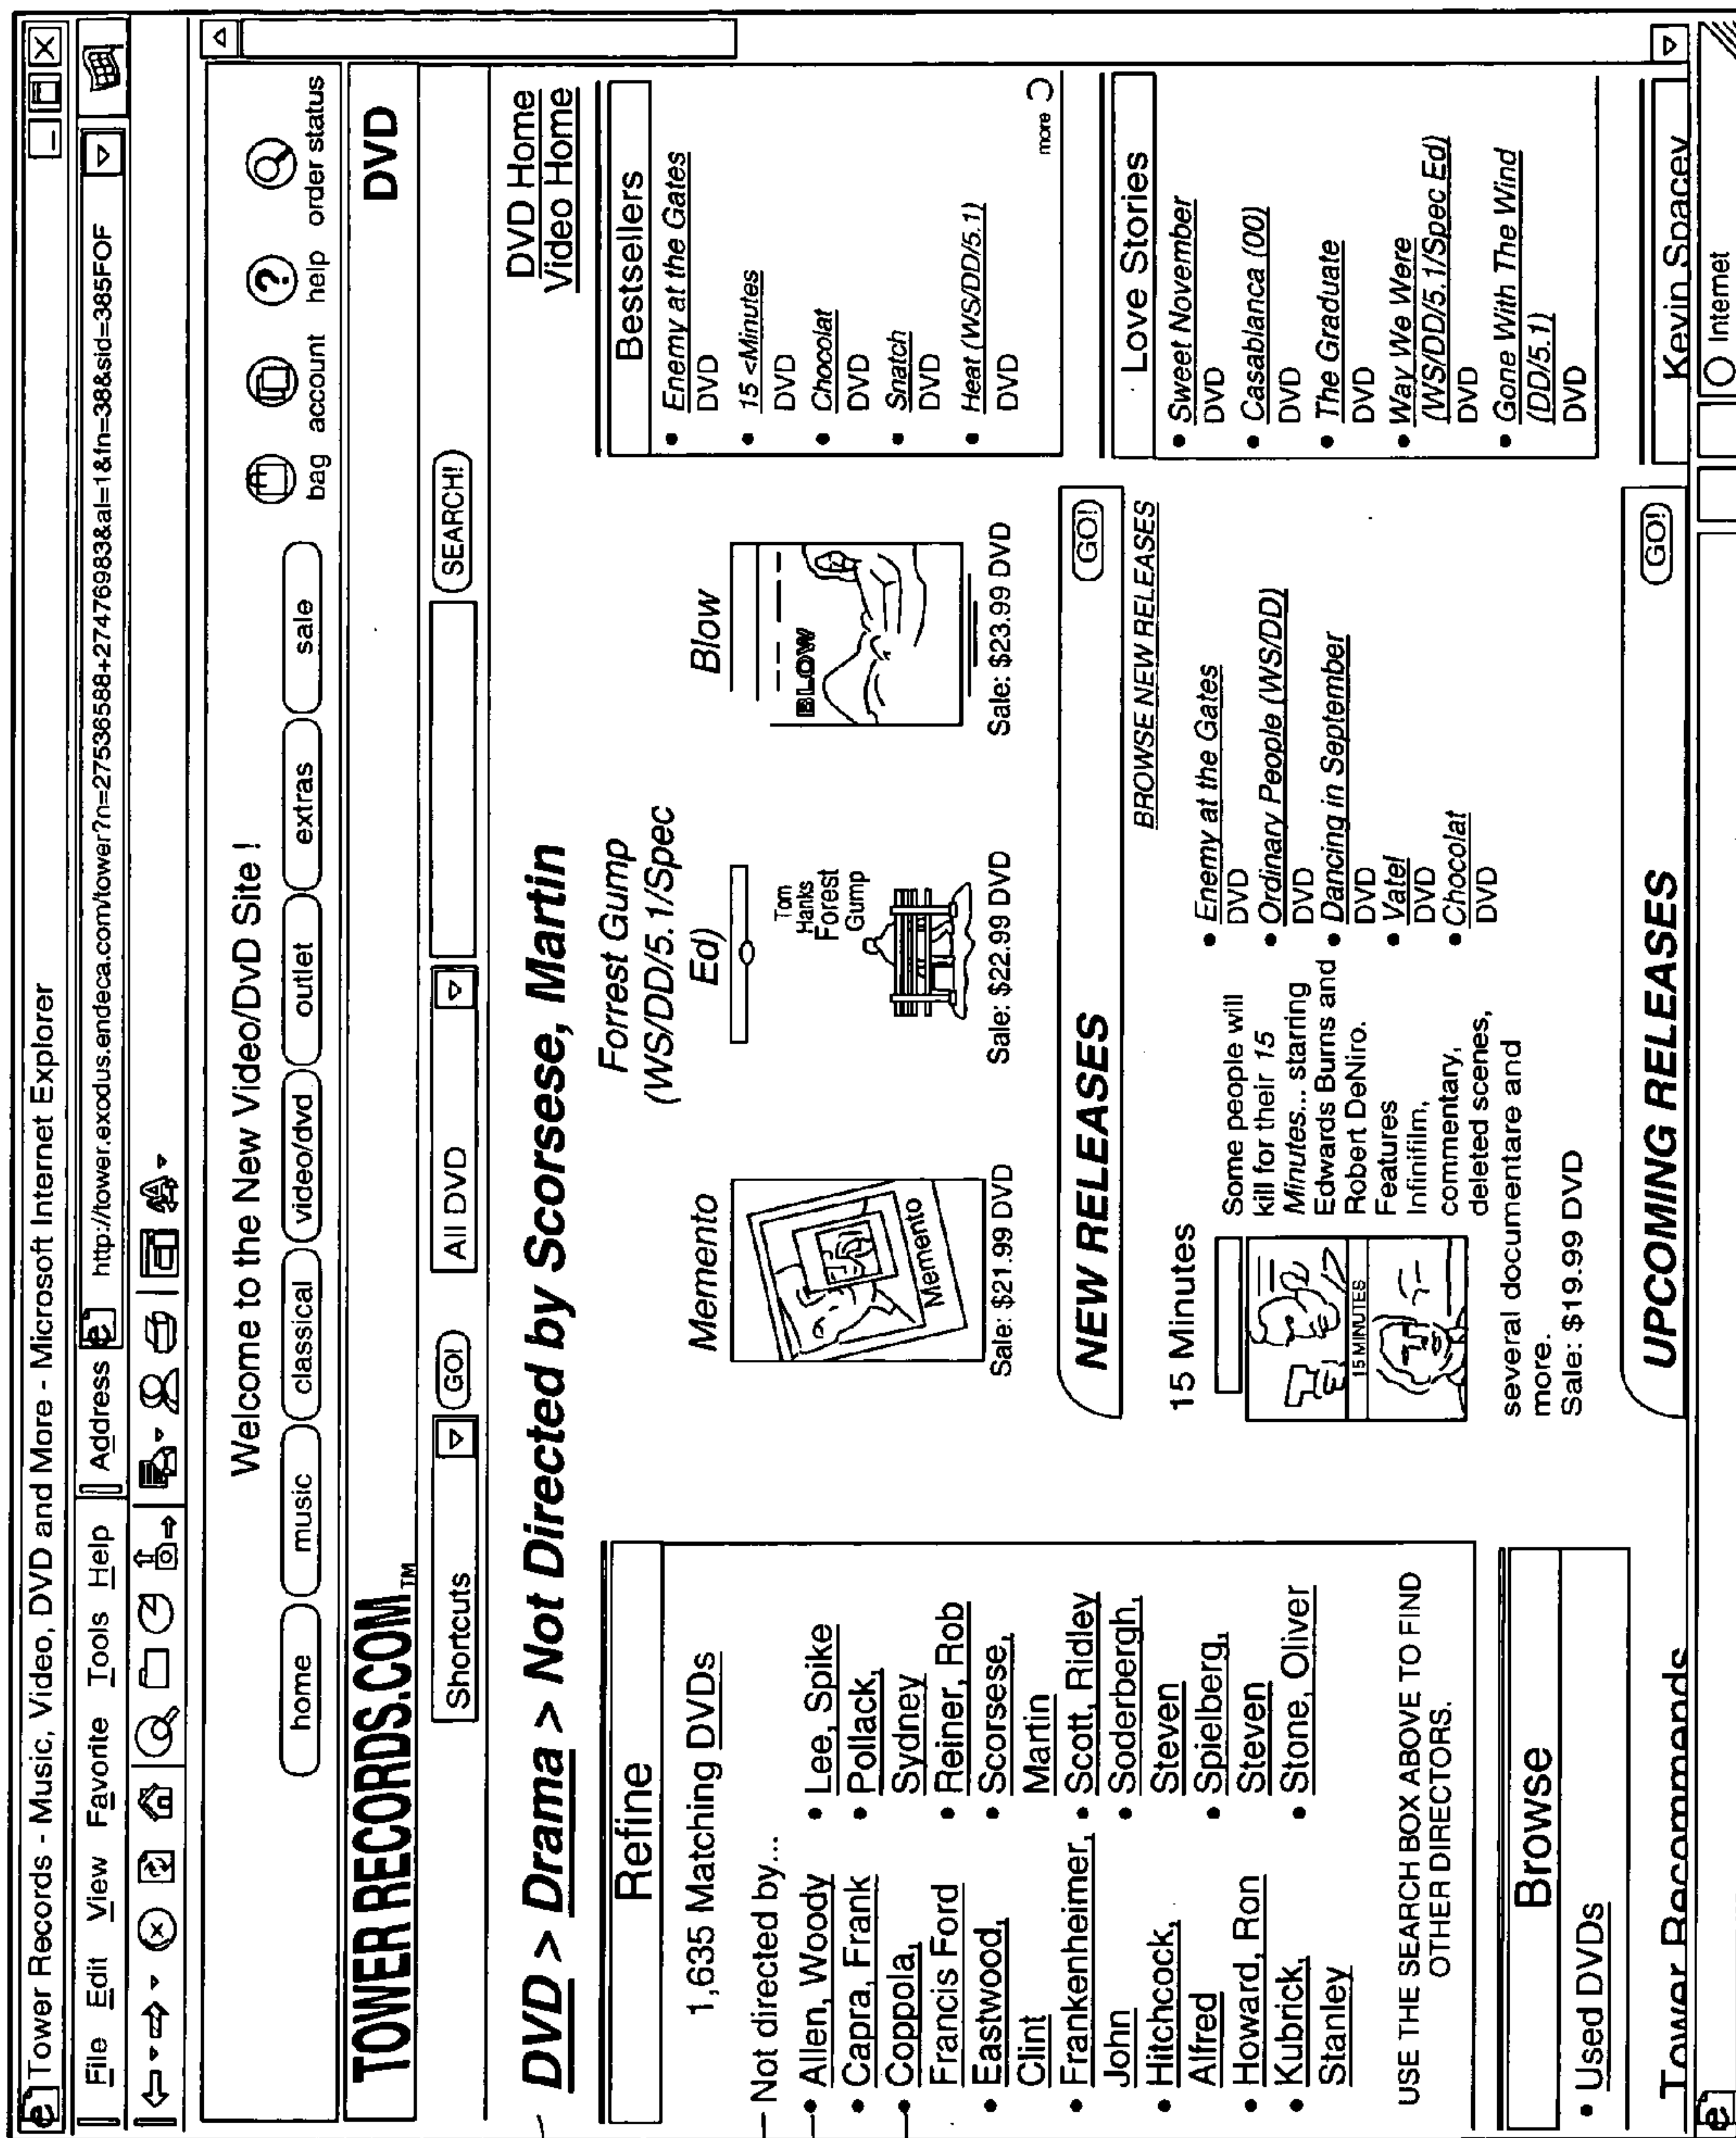 Tower Records - Music, Video, DVD and More - Microsoft Internet Explorer
File Edit View Favorite Tools Help
Address http://tower.exodus.endeca.com/tower?n=27536588+27476983&al=1&fn=38&sid=385FOF
Welcome to the New Video/DvD Site !
home music classical video/dvd outlet extras sale
bag account help order status
TOWER RECORDS.COM™
DVD
Shortcuts GO! All DVD SEARCH!
DVD > Drama > Not Directed by Scorsese, Martin
DVD Home
Video Home
Refine
1,635 Matching DVDs
Not directed by...
• Allen, Woody
• Capra, Frank
• Coppola,
Francis Ford
• Eastwood,
Clint
• Frankenheimer,
John
• Hitchcock,
Alfred
• Howard, Ron
• Kubrick,
Stanley
• Lee, Spike
• Pollack,
Sydney
• Reiner, Rob
• Scorsese,
Martin
• Scott, Ridley
• Soderbergh,
Steven
• Spielberg,
Steven
• Stone, Oliver
USE THE SEARCH BOX ABOVE TO FIND
OTHER DIRECTORS.
Browse
• Used DVDs
Tower Recommends
Memento
Memento
Sale: $21.99 DVD
Forrest Gump
(WS/DD/5.1/Spec
Ed)
Tom
Hanks
Forest
Gump
Sale: $22.99 DVD
Blow
BLOW
Sale: $23.99 DVD
NEW RELEASES
GO!
BROWSE NEW RELEASES
15 Minutes
15 MINUTES
Some people will
kill for their 15
Minutes... starring
Edwards Burns and
Robert DeNiro.
Features
Infinifilm,
commentary,
deleted scenes,
several documentare and
more.
Sale: $19.99 DVD
• Enemy at the Gates
DVD
• Ordinary People (WS/DD)
DVD
• Dancing in September
DVD
• Vatel
DVD
• Chocolat
DVD
UPCOMING RELEASES
GO!
Bestsellers
• Enemy at the Gates
DVD
• 15 <Minutes
DVD
• Chocolat
DVD
• Snatch
DVD
• Heat (WS/DD/5.1)
DVD
more
Love Stories
• Sweet November
DVD
• Casablanca (00)
DVD
• The Graduate
DVD
• Way We Were
(WS/DD/5.1/Spec Ed)
DVD
• Gone With The Wind
(DD/5.1)
DVD
Kevin Spacey
Internet